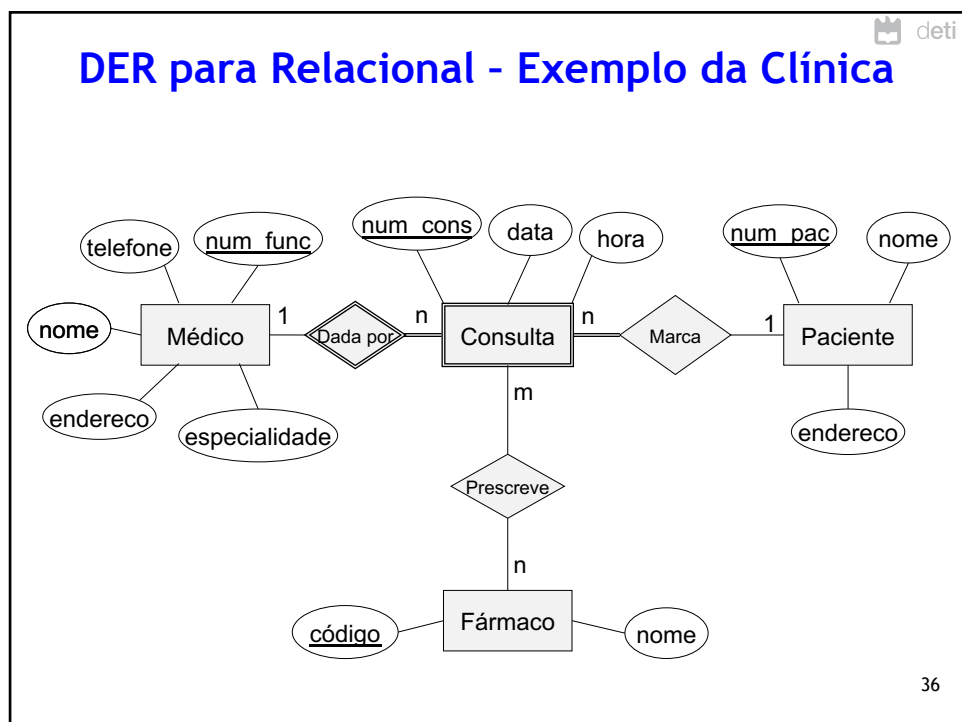 deti
DER para Relacional - Exemplo da Clínica
num_cons
data
hora
num_pac
nome
telefone
num_func
nome
Médico
1
Dada por
n
Consulta
n
Marca
1
Paciente
endereco
especialidade
m
endereco
Prescreve
n
código
Fármaco
nome
36